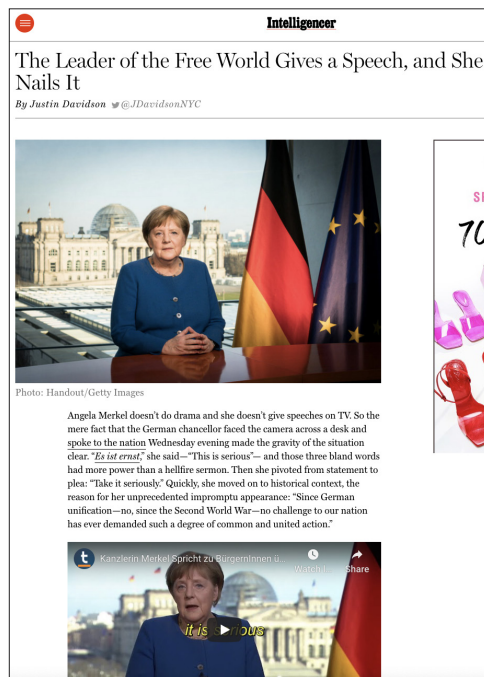 Intelligencer
The Leader of the Free World Gives a Speech, and She
Nails It
By Justin Davidson @JDavidsonNYC
70
Photo: Handout/Getty Images
Angela Merkel doesn't do drama and she doesn't give speeches on TV. So the
mere fact that the German chancellor faced the camera across a desk and
spoke to the nation Wednesday evening made the gravity of the situation
clear. “Es ist ernst,” she said—“This is serious”— and those three bland words
had more power than a hellfire sermon. Then she pivoted from statement to
plea: “Take it seriously.” Quickly, she moved on to historical context, the
reason for her unprecedented impromptu appearance: “Since German
unification—no, since the Second World War—no challenge to our nation
has ever demanded such a degree of common and united action.”
t
Kanzlerin Merkel Spricht zu BürgernInnen ü...
Share
it is